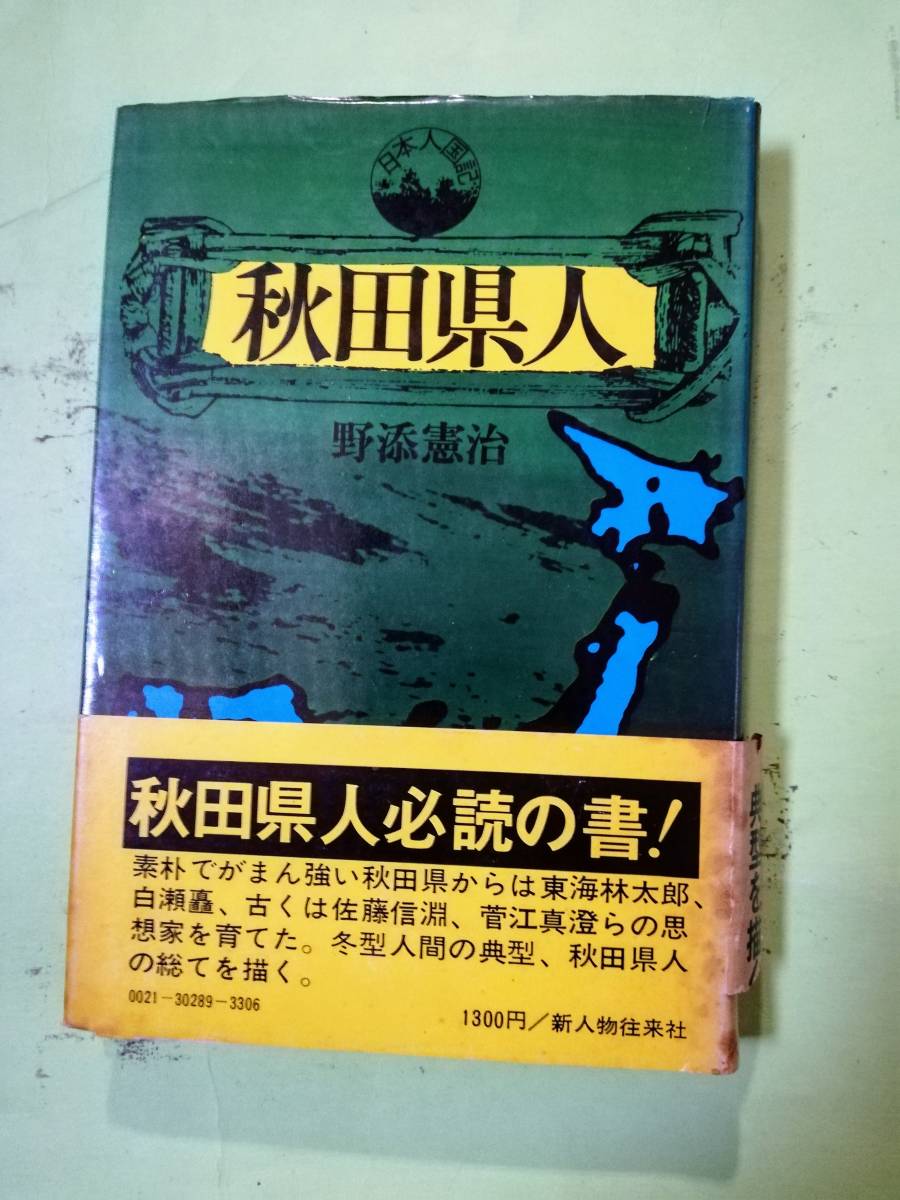 日本人国記
秋田県人
野添憲治
秋田県人必読の書!
素朴でがまん強い秋田県からは東海林太郎、
白瀬矗、古くは佐藤信淵、菅江真澄らの思
想家を育てた。冬型人間の典型、秋田県人
の総てを描く。
0021-30289-3306
1300円/新人物往来社
典型を描